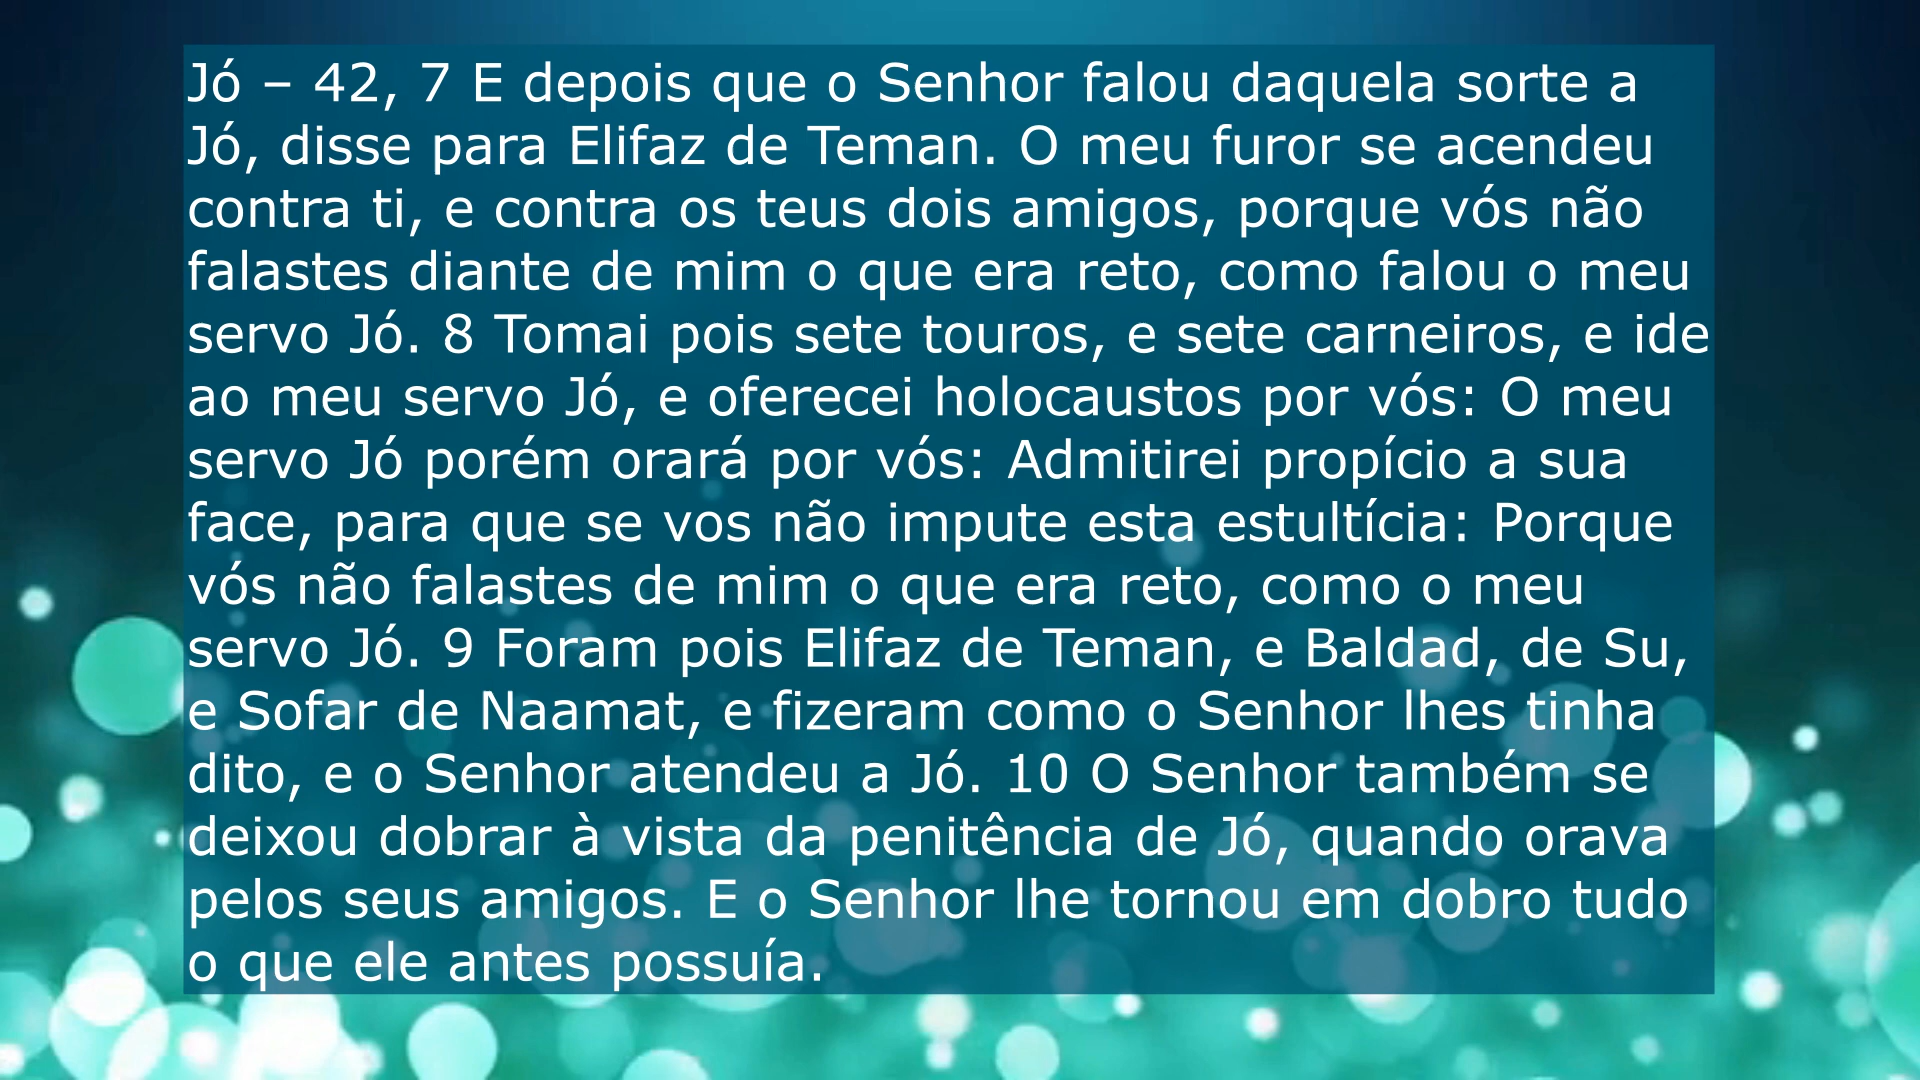 Jó – 42, 7 E depois que o Senhor falou daquela sorte a
Jó, disse para Elifaz de Teman. O meu furor se acendeu
contra ti, e contra os teus dois amigos, porque vós não
falastes diante de mim o que era reto, como falou o meu
servo Jó. 8 Tomai pois sete touros, e sete carneiros, e ide
ao meu servo Jó, e oferecei holocaustos por vós: O meu
servo Jó porém orará por vós: Admitirei propício a sua
face, para que se vos não impute esta estultícia: Porque
vós não falastes de mim o que era reto, como o meu
servo Jó. 9 Foram pois Elifaz de Teman, e Baldad, de Su,
e Sofar de Naamat, e fizeram como o Senhor lhes tinha
dito, e o Senhor atendeu a Jó. 10 O Senhor também se
deixou dobrar à vista da penitência de Jó, quando orava
pelos seus amigos. E o Senhor lhe tornou em dobro tudo
o que ele antes possuía.